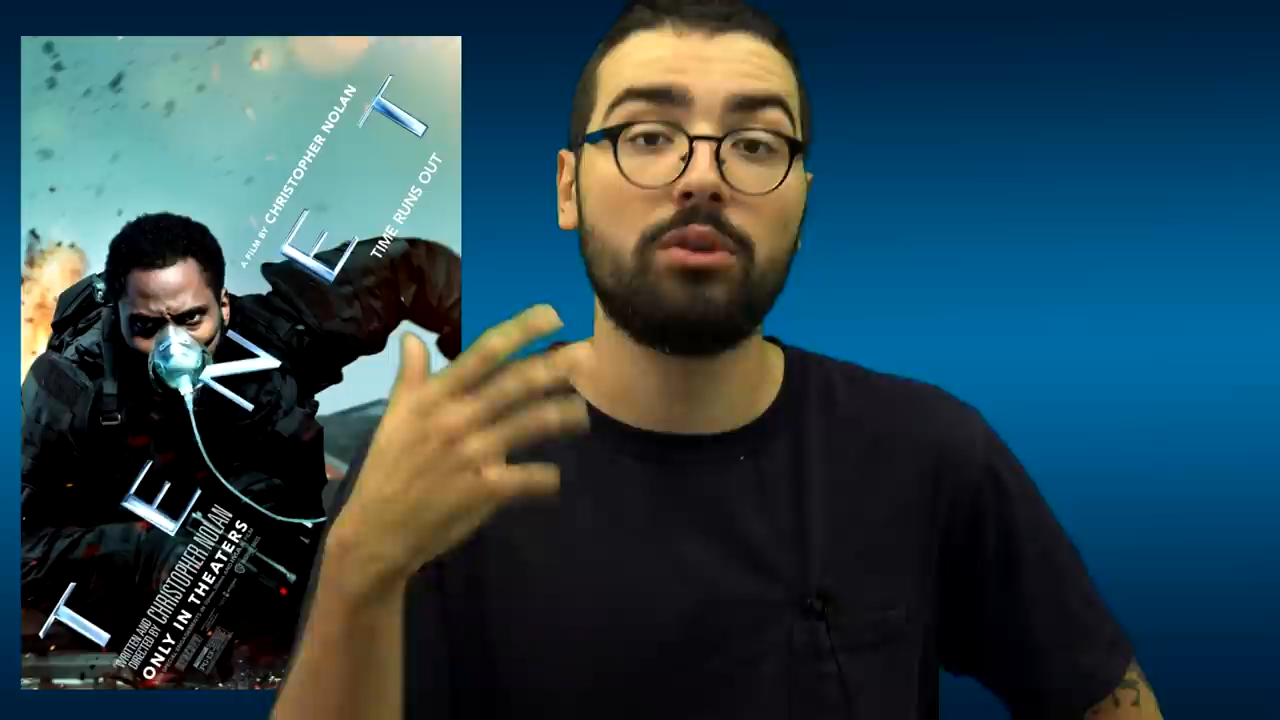 A FILM BY CHRISTOPHER NOLAN
TENET
TIME RUNS OUT
WRITTEN AND
DIRECTED BY CHRISTOPHER NOLAN
ONLY IN THEATERS